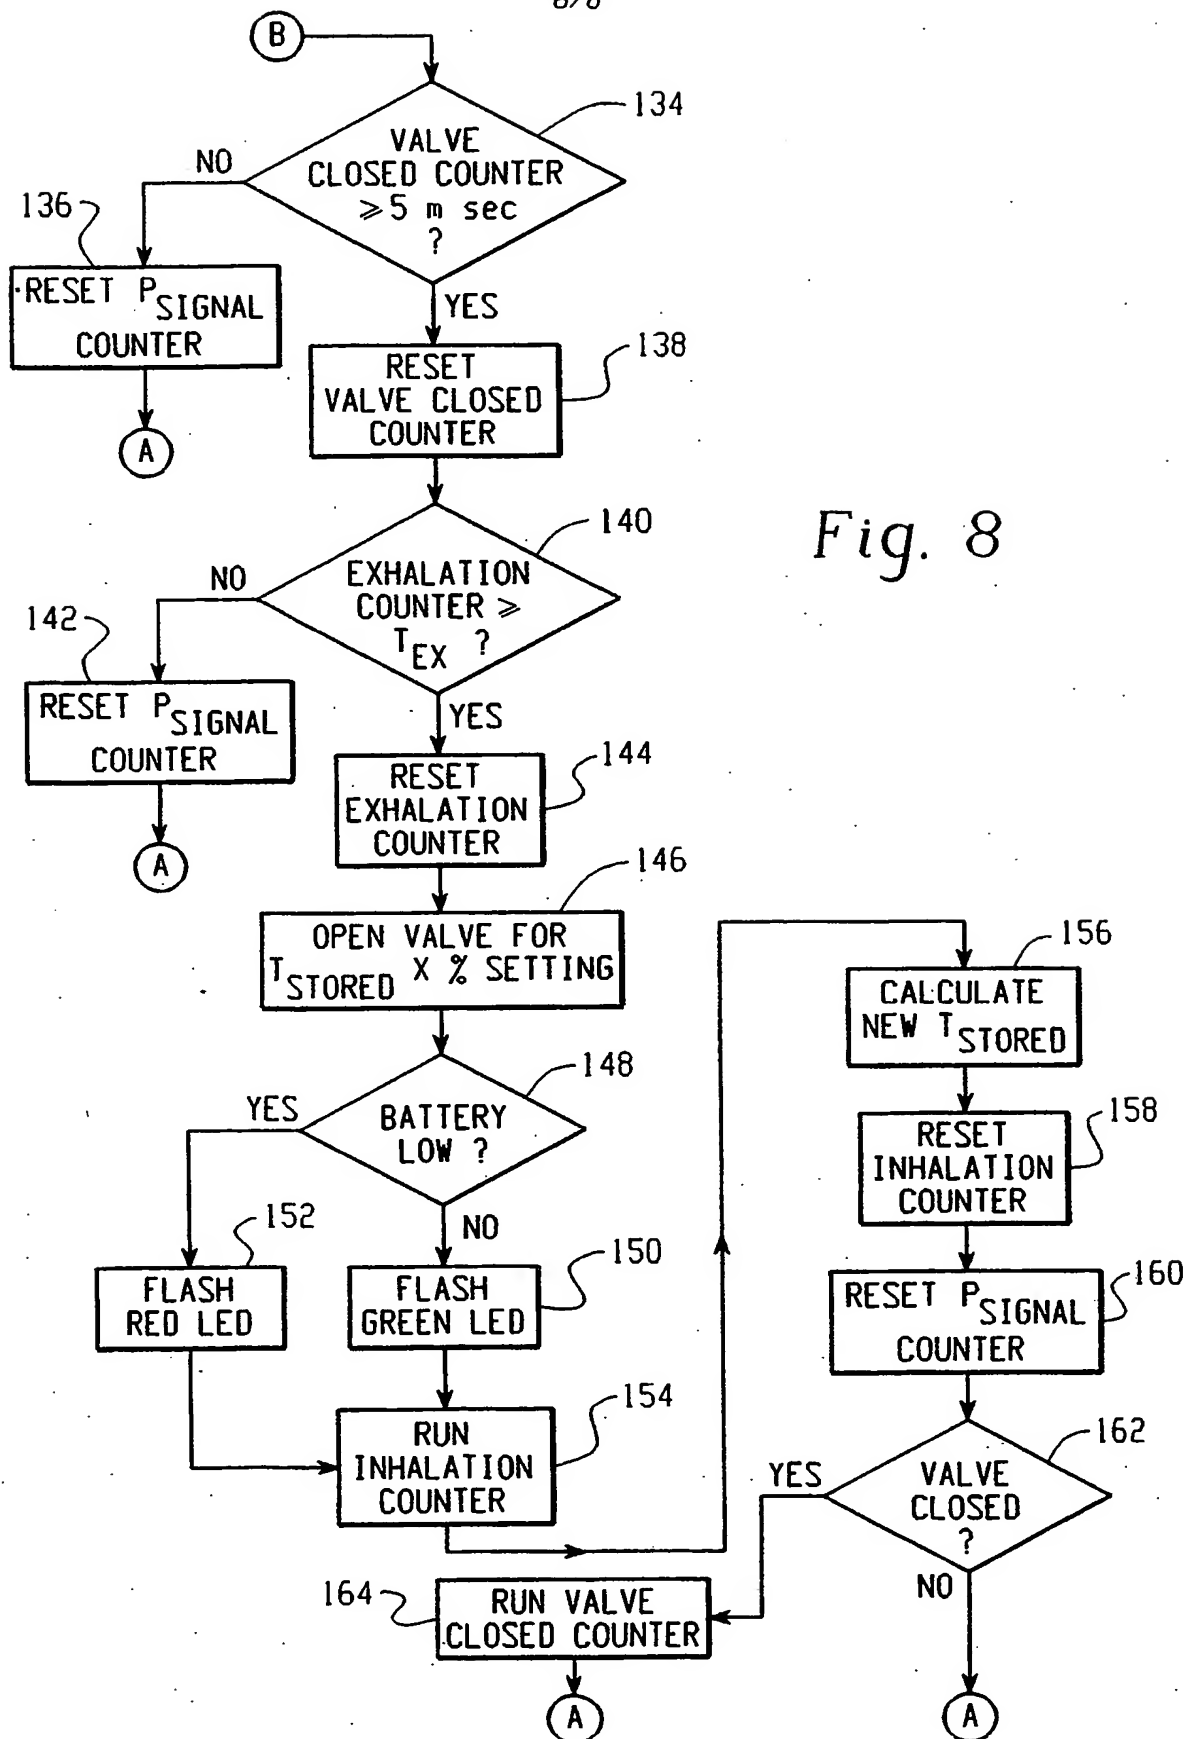 B
134
VALVE
CLOSED COUNTER
≥5 m sec
?
NO
YES
136
RESET PSIGNAL
COUNTER
A
138
RESET
VALVE CLOSED
COUNTER
140
EXHALATION
COUNTER ≥
TEX ?
NO
YES
142
RESET PSIGNAL
COUNTER
A
Fig. 8
144
RESET
EXHALATION
COUNTER
146
OPEN VALVE FOR
TSTORED X % SETTING
148
BATTERY
LOW ?
YES
NO
152
FLASH
RED LED
150
FLASH
GREEN LED
154
RUN
INHALATION
COUNTER
156
CALCULATE
NEW TSTORED
158
RESET
INHALATION
COUNTER
160
RESET PSIGNAL
COUNTER
162
VALVE
CLOSED
?
YES
NO
164
RUN VALVE
CLOSED COUNTER
A
A